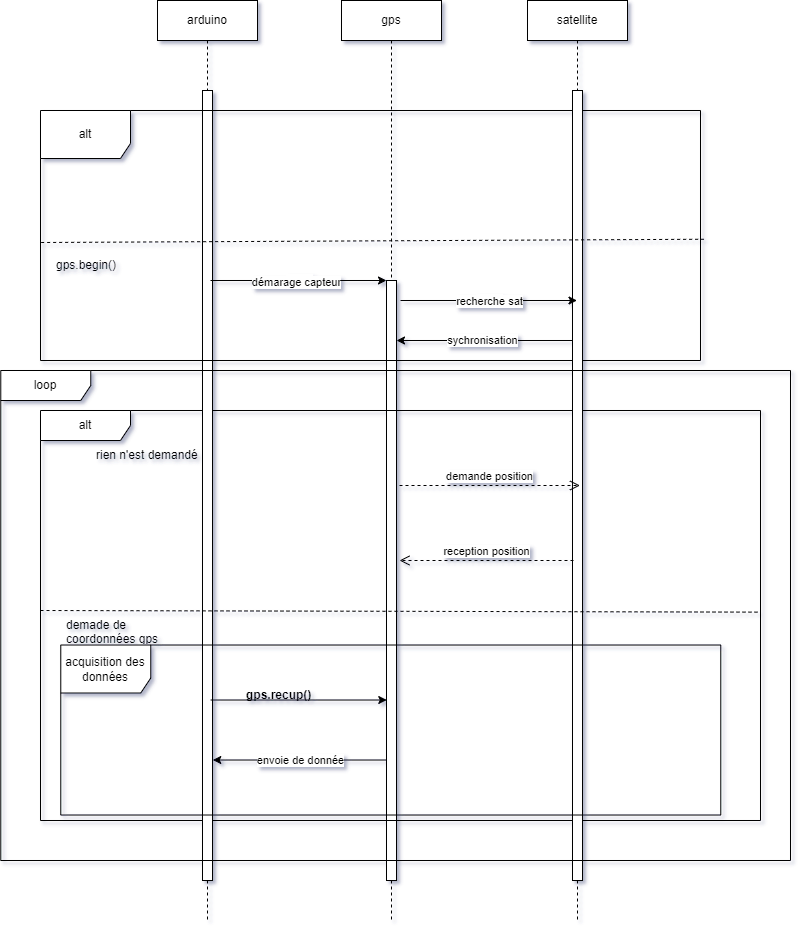 arduino
gps
satellite
alt
gps.begin()
démarage capteur
recherche sat
sychronisation
loop
alt
rien n'est demandé
demande position
reception position
demade de
coordonnées gps
acquisition des
données
gps.recup()
envoie de donnée